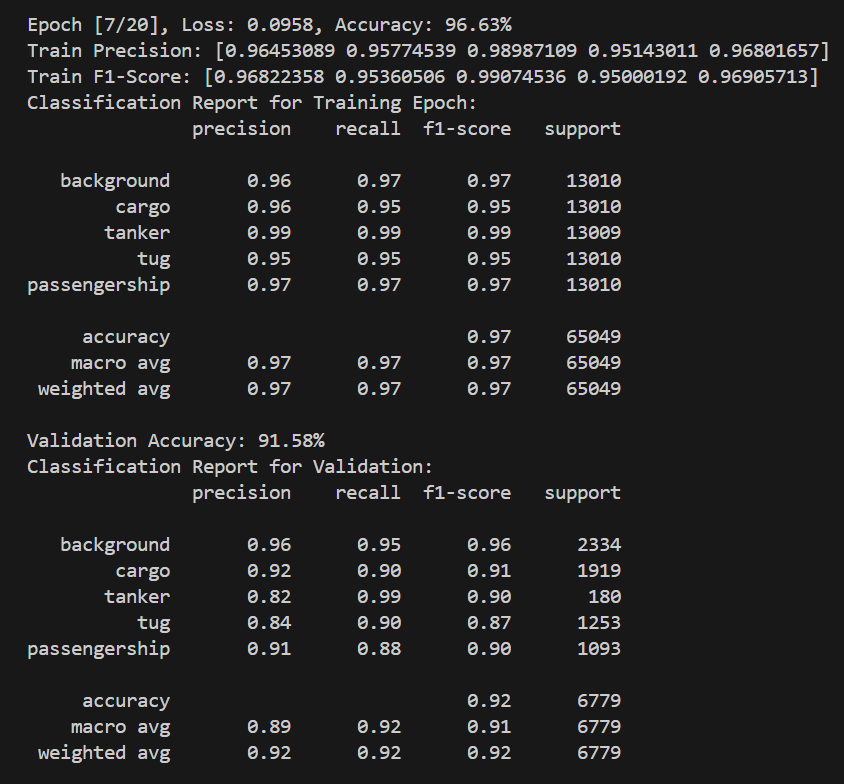 Epoch [7/20], Loss: 0.0958, Accuracy: 96.63%
Train Precision: [0.96453089 0.95774539 0.98987109 0.95143011 0.96801657]
Train F1-Score: [0.96822358 0.95360506 0.99074536 0.95000192 0.96905713]
Classification Report for Training Epoch:
precision recall f1-score support
background 0.96 0.97 0.97 13010
cargo 0.96 0.95 0.95 13010
tanker 0.99 0.99 0.99 13009
tug 0.95 0.95 0.95 13010
passengership 0.97 0.97 0.97 13010
accuracy 0.97 65049
macro avg 0.97 0.97 0.97 65049
weighted avg 0.97 0.97 0.97 65049
Validation Accuracy: 91.58%
Classification Report for Validation:
precision recall f1-score support
background 0.96 0.95 0.96 2334
cargo 0.92 0.90 0.91 1919
tanker 0.82 0.99 0.90 180
tug 0.84 0.90 0.87 1253
passengership 0.91 0.88 0.90 1093
accuracy 0.92 6779
macro avg 0.89 0.92 0.91 6779
weighted avg 0.92 0.92 0.92 6779